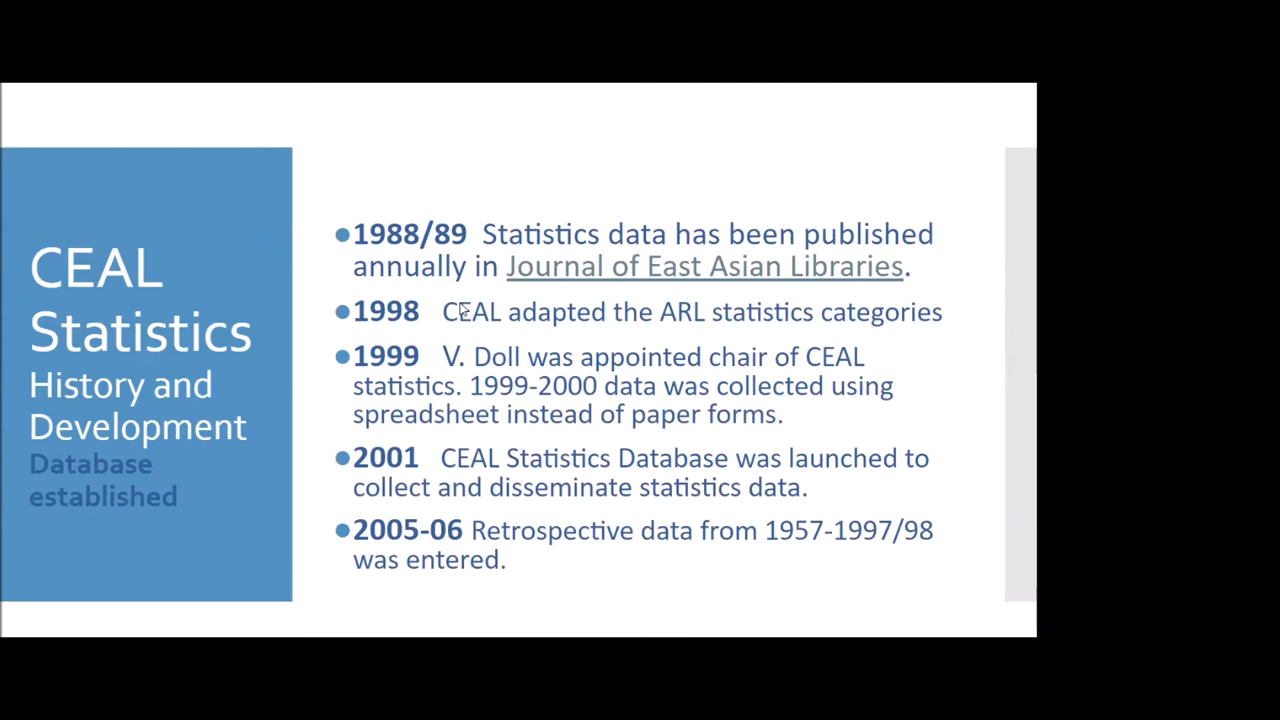 CEAL
Statistics
History and
Development
Database
established
●1988/89 Statistics data has been published
annually in Journal of East Asian Libraries.
●1998 CEAL adapted the ARL statistics categories
●1999 V. Doll was appointed chair of CEAL
statistics. 1999-2000 data was collected using
spreadsheet instead of paper forms.
●2001 CEAL Statistics Database was launched to
collect and disseminate statistics data.
●2005-06 Retrospective data from 1957-1997/98
was entered.